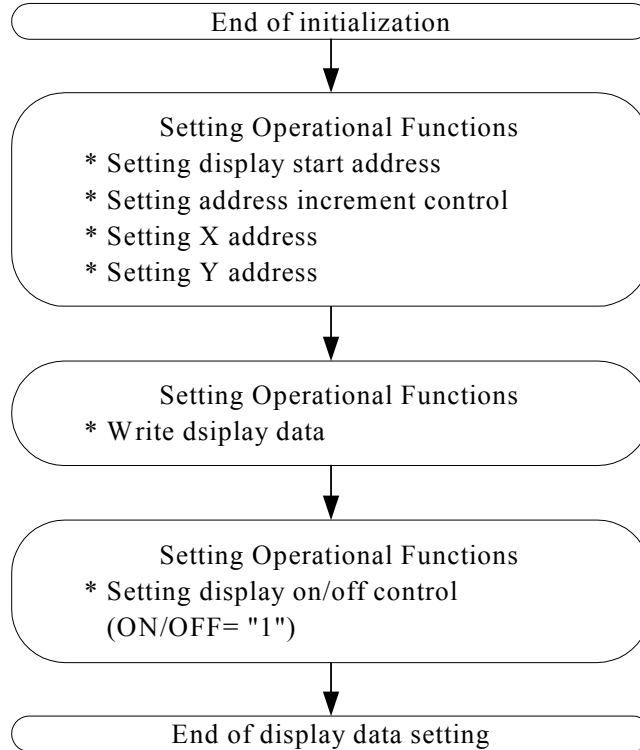 End of initialization
Setting Operational Functions
* Setting display start address
* Setting address increment control
* Setting X address
* Setting Y address
Setting Operational Functions
* Write dsiplay data
Setting Operational Functions
* Setting display on/off control
(ON/OFF= "1")
End of display data setting